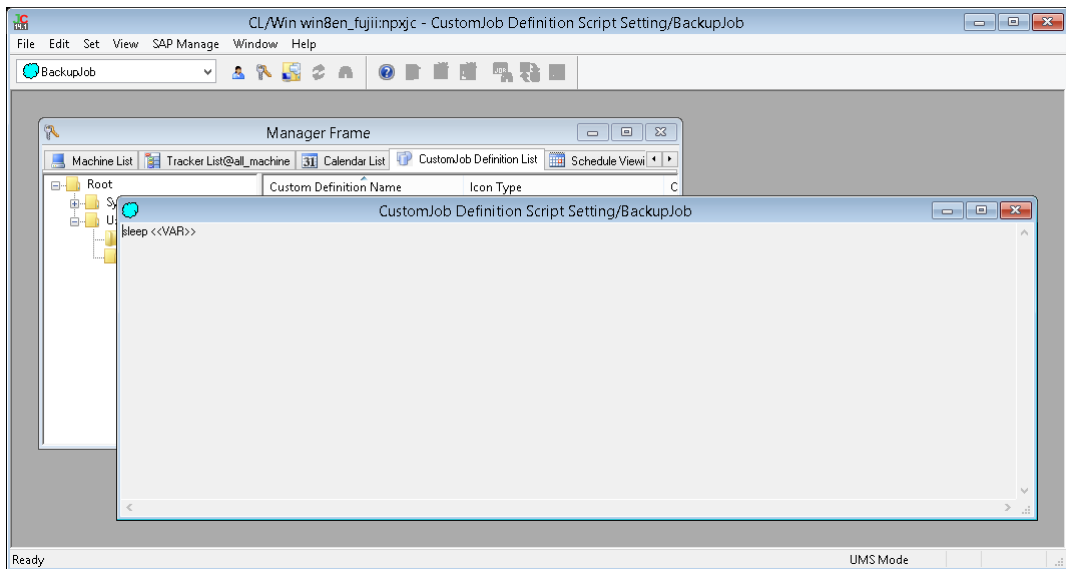 CL/Win win8en_fujii:npxjc - CustomJob Definition Script Setting/BackupJob
File Edit Set View SAP Manage Window Help
BackupJob
Manager Frame
Machine List Tracker List@all_machine 31 Calendar List CustomJob Definition List Schedule Viewi
Root Custom Definition Name Icon Type C
Sy
U
CustomJob Definition Script Setting/BackupJob
sleep <<VAR>>
Ready UMS Mode